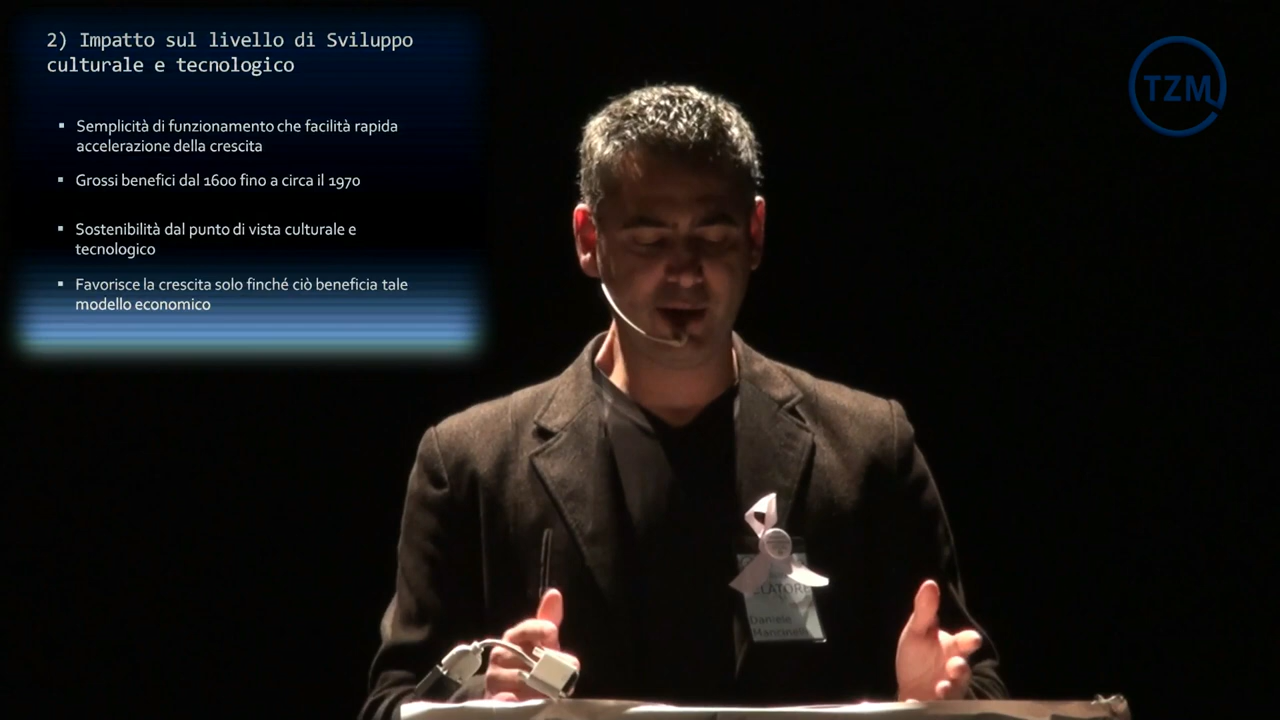 2) Impatto sul livello di Sviluppo
culturale e tecnologico
Semplicità di funzionamento che facilità rapida
accelerazione della crescita
Grossi benefici dal 1600 fino a circa il 1970
Sostenibilità dal punto di vista culturale e
tecnologico
Favorisce la crescita solo finché ciò beneficia tale
modello economico
TZM
Daniele